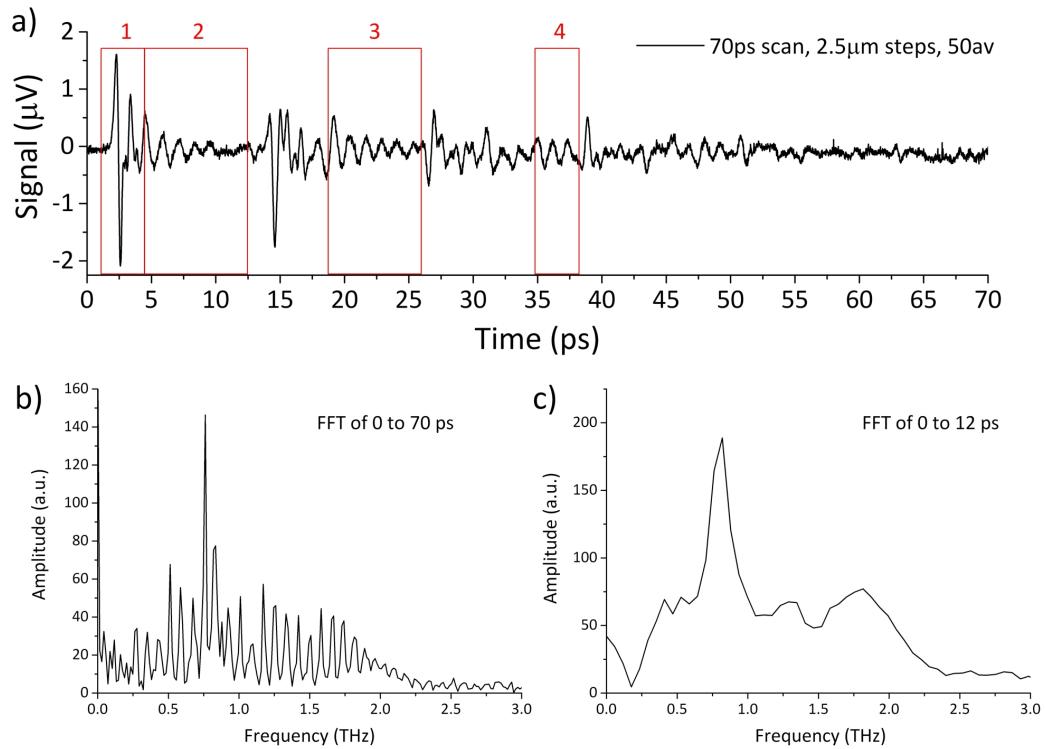 a)
1 2 3 4
70ps scan, 2.5μm steps, 50av
Signal (μV)
2
1
0
-1
-2
0 5 10 15 20 25 30 35 40 45 50 55 60 65 70
Time (ps)
b)
FFT of 0 to 70 ps
Amplitude (a.u.)
160
140
120
100
80
60
40
20
0
0.0 0.5 1.0 1.5 2.0 2.5 3.0
Frequency (THz)
c)
FFT of 0 to 12 ps
Amplitude (a.u.)
200
150
100
50
0
0.0 0.5 1.0 1.5 2.0 2.5 3.0
Frequency (THz)